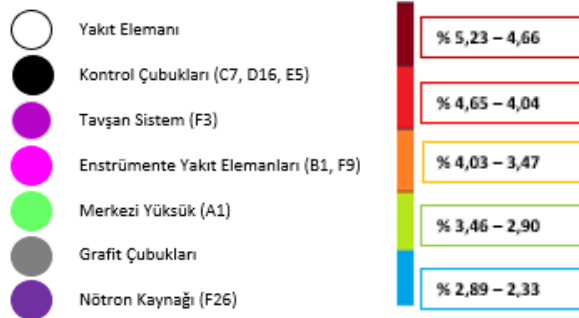 Yakıt Elemanı
Kontrol Çubukları (C7, D16, E5)
Tavşan Sistem (F3)
Enstrümente Yakıt Elemanları (B1, F9)
Merkezi Yüksük (A1)
Grafit Çubukları
Nötron Kaynağı (F26)
% 5,23 – 4,66
% 4,65 – 4,04
% 4,03 – 3,47
% 3,46 – 2,90
% 2,89 – 2,33